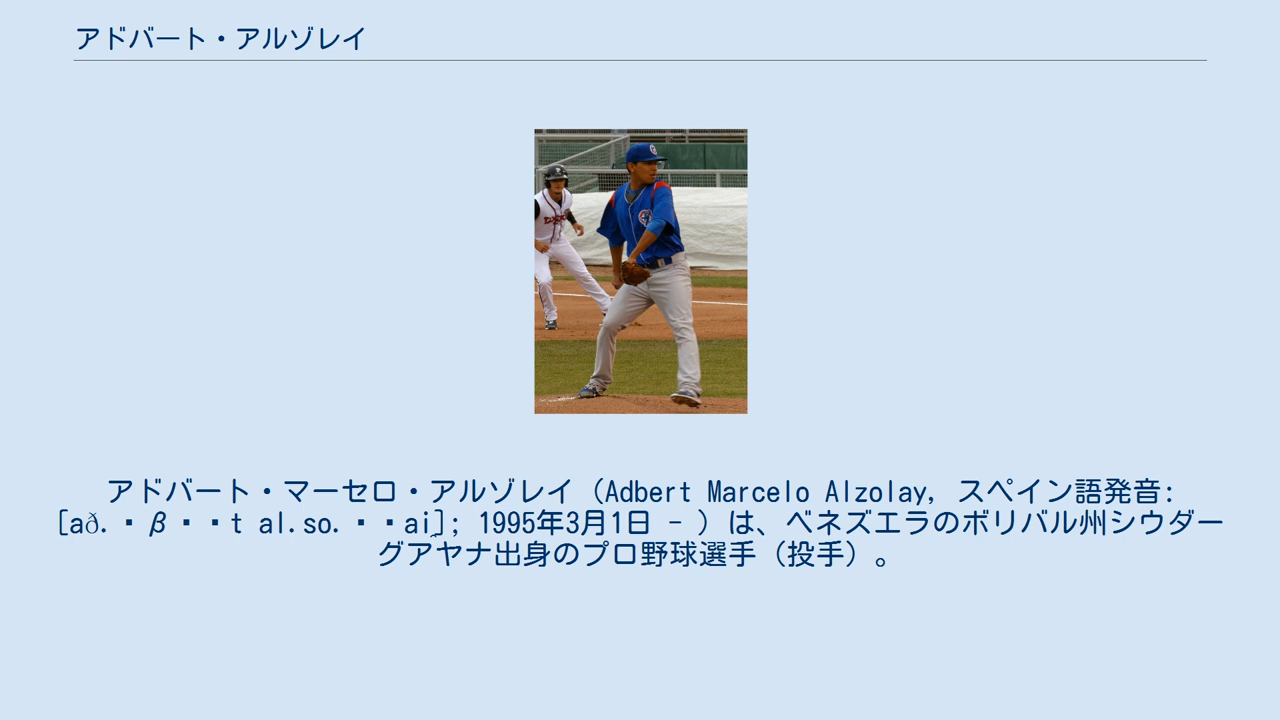 アドバート・アルゾレイ
アドバート・マーセロ・アルゾレイ（Adbert Marcelo Alzolay, スペイン語発音:
[að.・β・・t al.so.・・ai̯]; 1995年3月1日 - ）は、ベネズエラのボリバル州シウダー
グアヤナ出身のプロ野球選手（投手）。